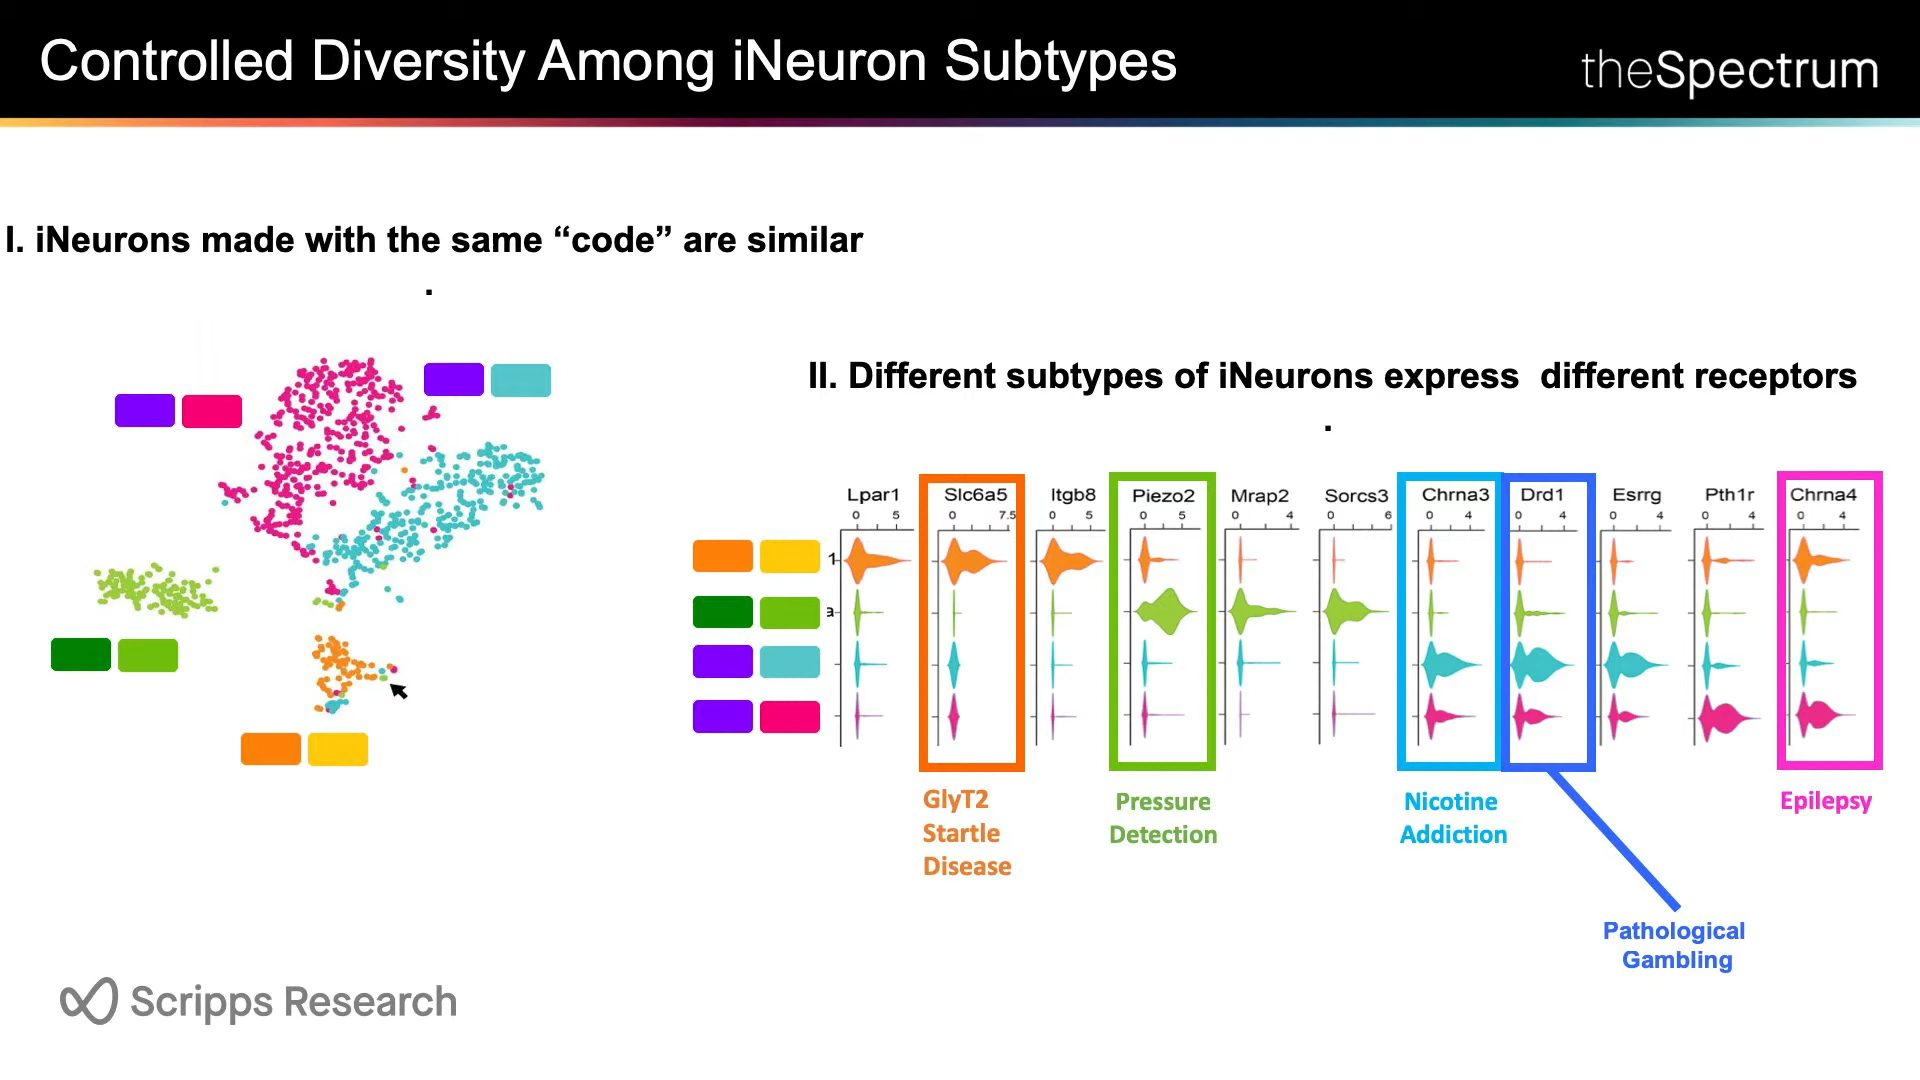 Controlled Diversity Among iNeuron Subtypes
theSpectrum
I. iNeurons made with the same “code” are similar
.
II. Different subtypes of iNeurons express  different receptors
.
Lpar1 Slc6a5 Itgb8 Piezo2 Mrap2 Sorcs3 Chrna3 Drd1 Esrrg Pth1r Chrna4
0 5 0 7.5 0 5 0 5 0 4 0 6 0 4 0 4 0 4 0 4 0 4
1
a
GlyT2
Startle
Disease
Pressure
Detection
Nicotine
Addiction
Epilepsy
Pathological
Gambling
Scripps Research